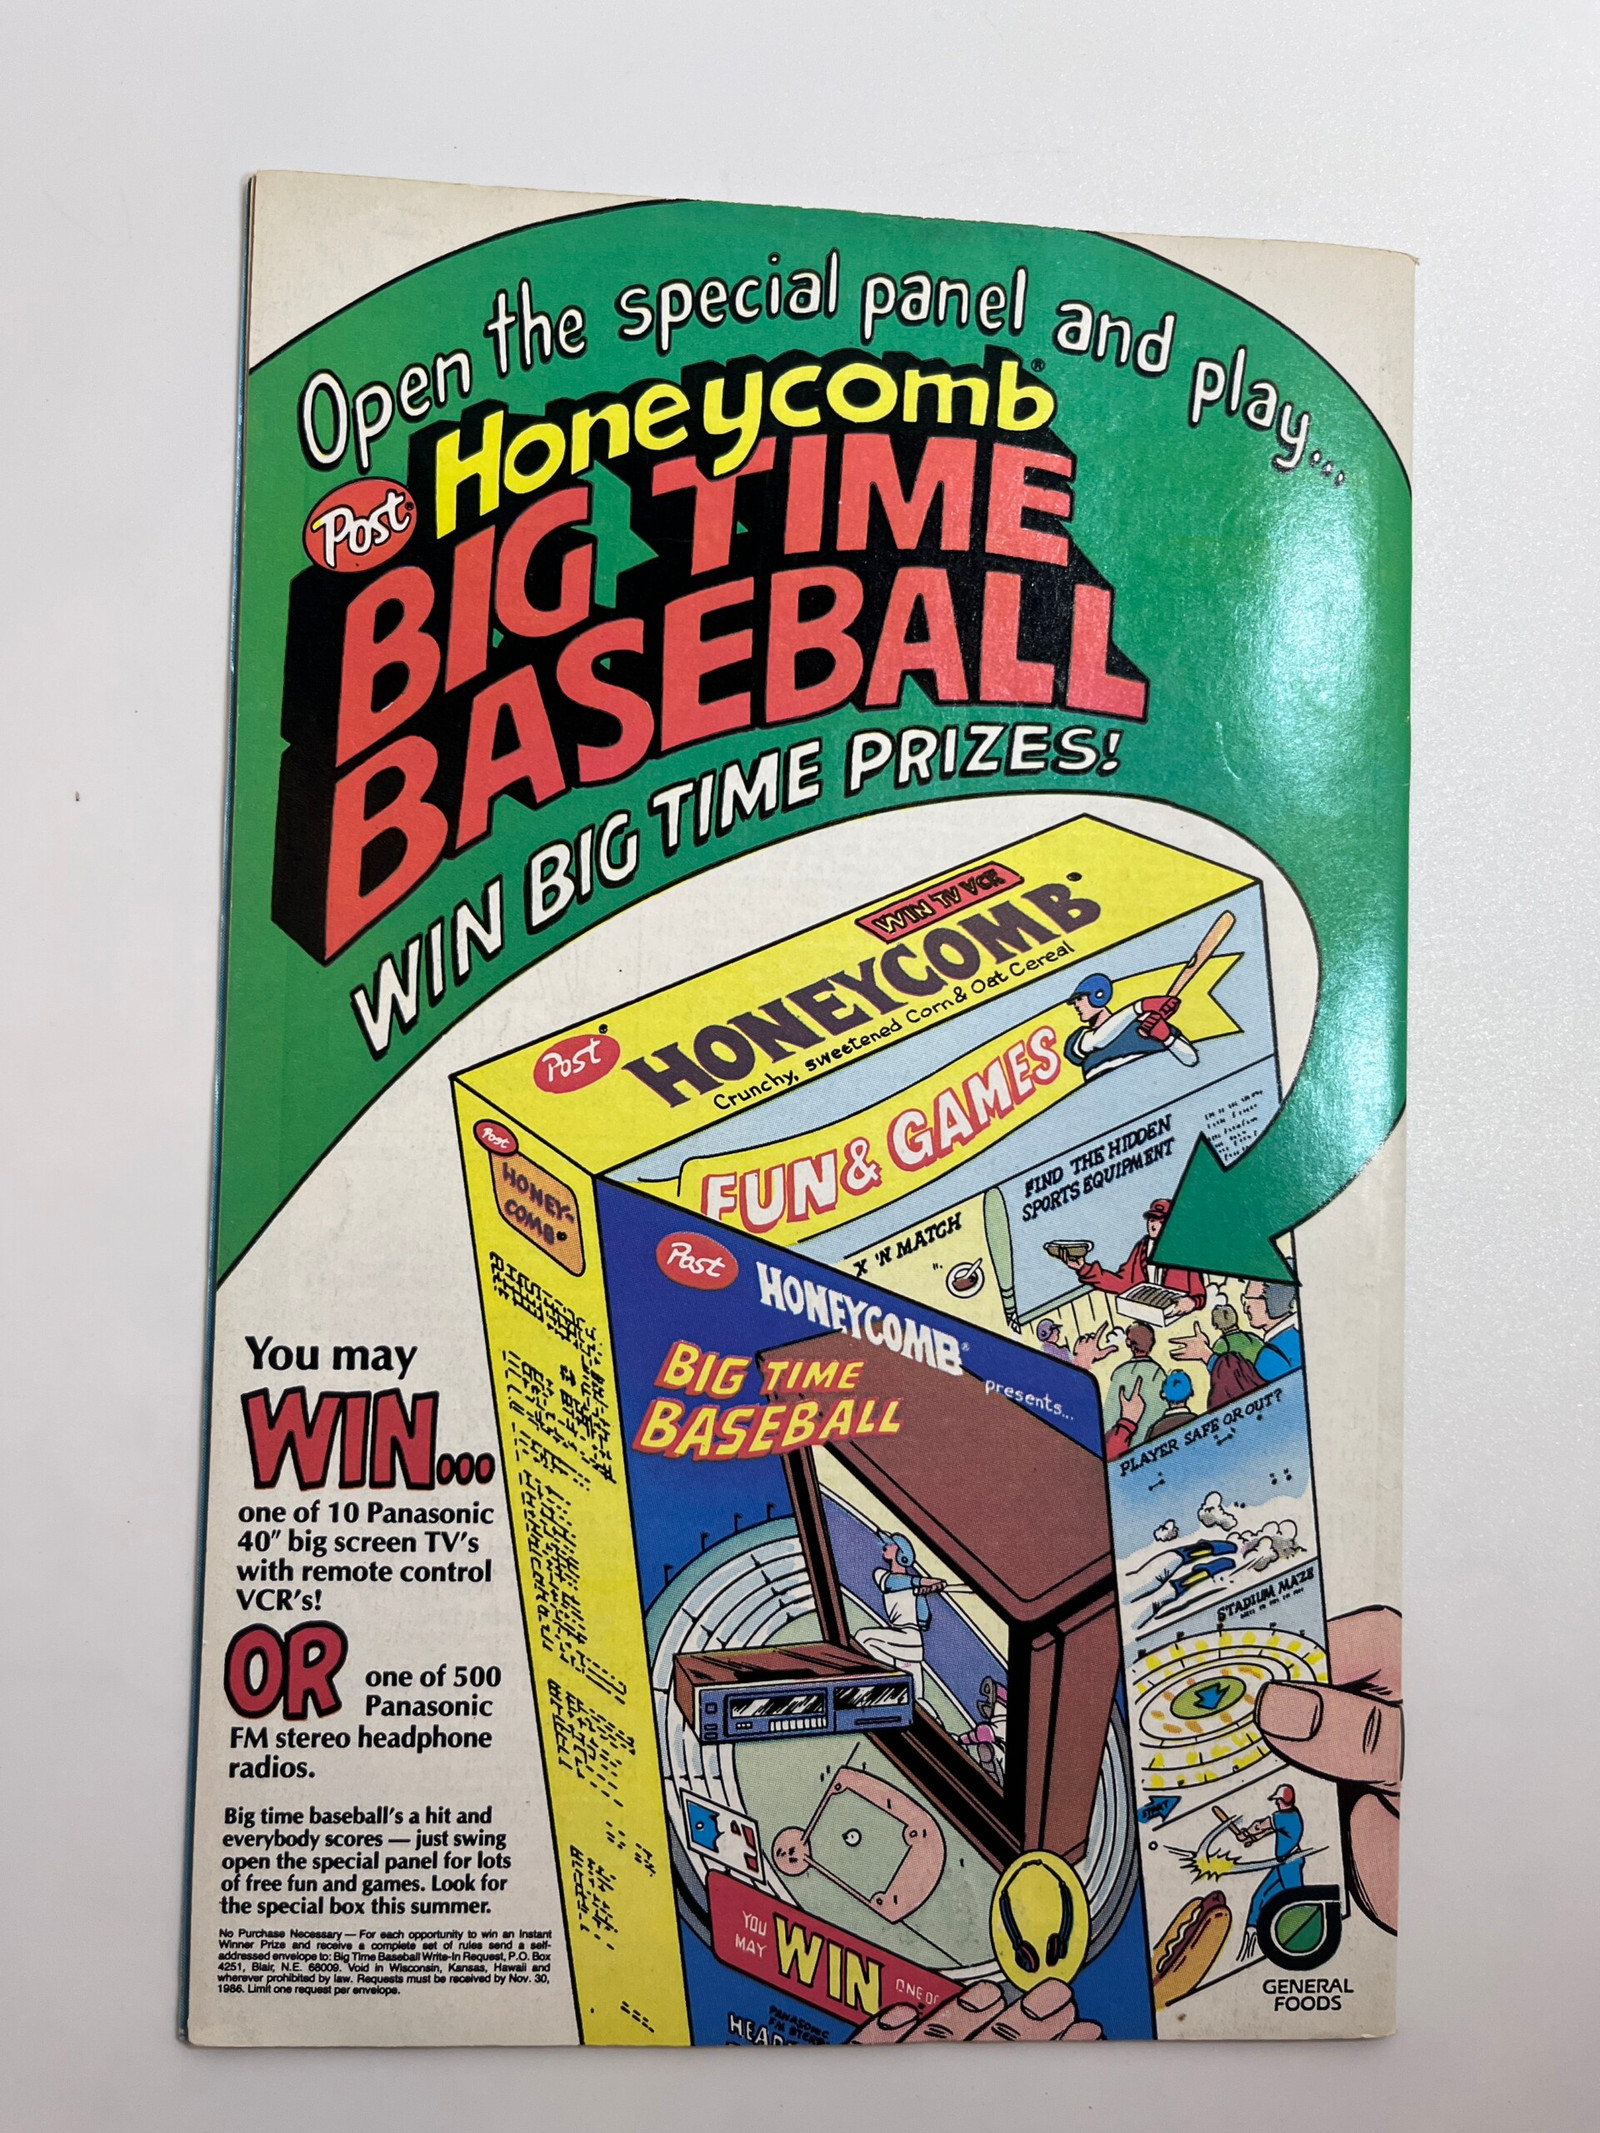 Open the special panel and play...
Post®
Honeycomb®
BIG TIME
BASEBALL
WIN BIG TIME PRIZES!
WIN TV VCR
Post
HONEYCOMB
Crunchy, sweetened Corn & Oat Cereal
FUN & GAMES
Post
HONEY-
COMB
X 'N MATCH
FIND THE HIDDEN
SPORTS EQUIPMENT
Post
HONEYCOMB®
presents...
BIG TIME
BASEBALL
PLAYER SAFE OR OUT?
STADIUM MAZE
START
You may
WIN...
one of 10 Panasonic
40" big screen TV's
with remote control
VCR's!
OR one of 500
Panasonic
FM stereo headphone
radios.
Big time baseball's a hit and
everybody scores — just swing
open the special panel for lots
of free fun and games. Look for
the special box this summer.
No Purchase Necessary — For each opportunity to win an Instant
Winner Prize and receive a complete set of rules send a self-
addressed envelope to: Big Time Baseball Write-In Request, P.O. Box
4251, Blair, N.E. 68009. Void in Wisconsin, Kansas, Hawaii and
wherever prohibited by law. Requests must be received by Nov. 30,
1986. Limit one request per envelope.
YOU
MAY
WIN
ONE OF
PANASONIC
FM STEREO
HEAD
GENERAL
FOODS